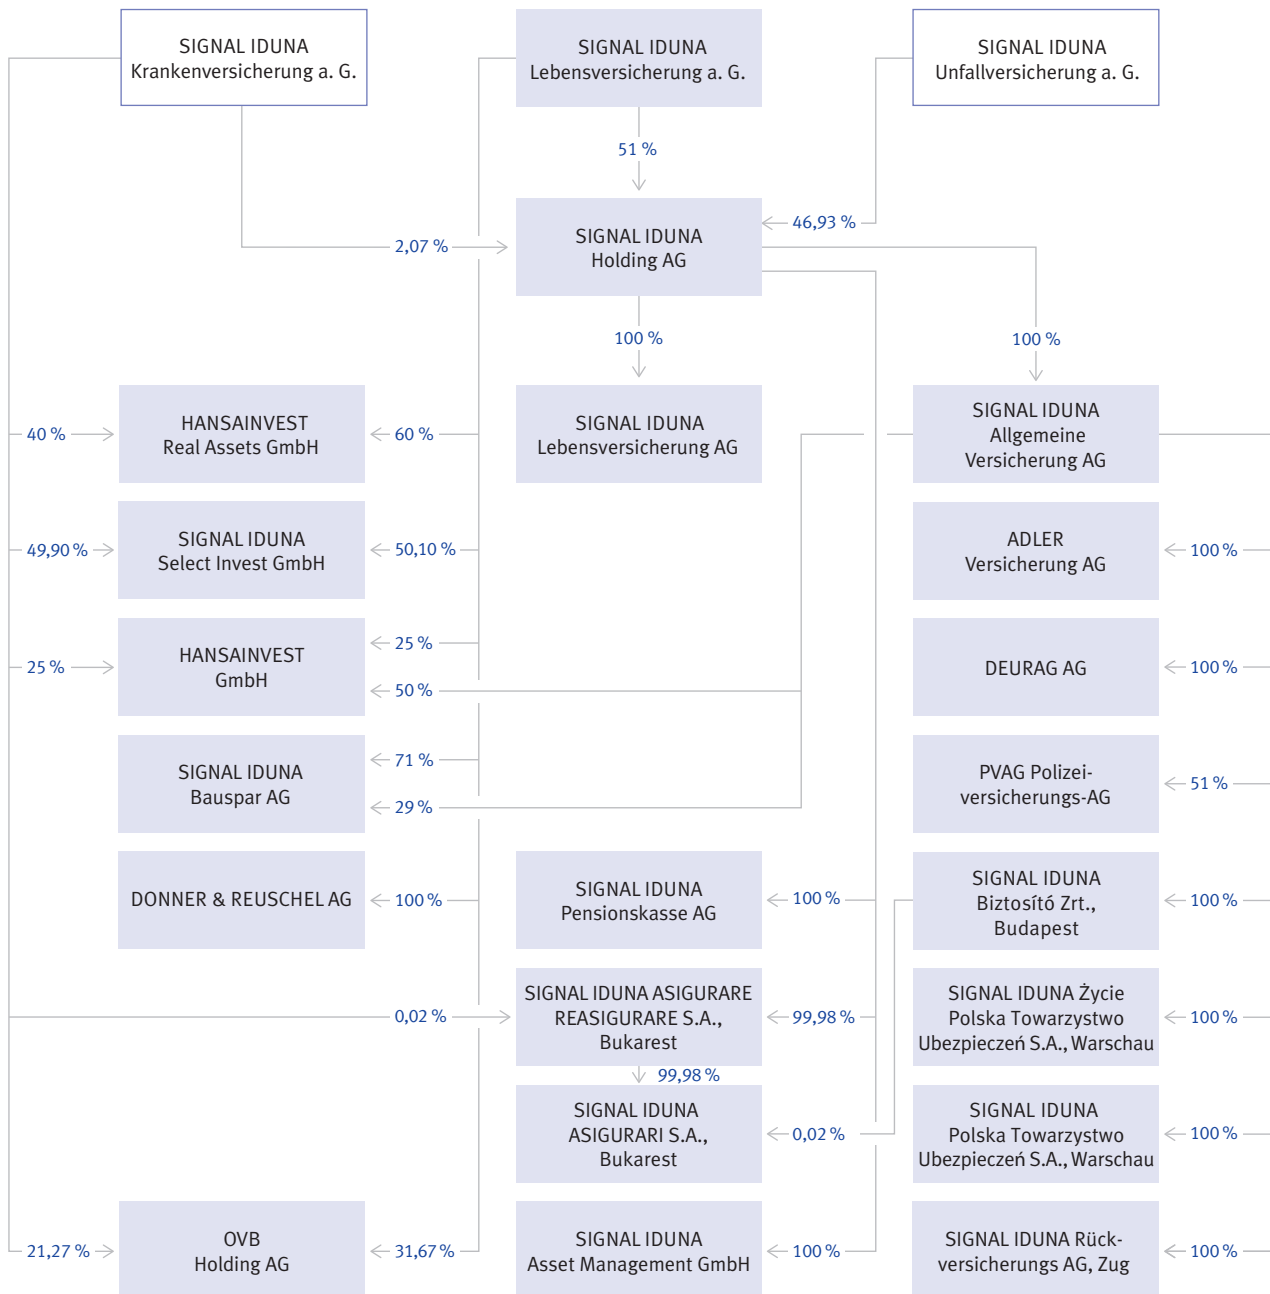 SIGNAL IDUNA
Krankenversicherung a. G.
SIGNAL IDUNA
Lebensversicherung a. G.
SIGNAL IDUNA
Unfallversicherung a. G.
51 %
46,93 %
2,07 %
SIGNAL IDUNA
Holding AG
100 %
100 %
40 %
HANSAINVEST
Real Assets GmbH
60 %
SIGNAL IDUNA
Lebensversicherung AG
SIGNAL IDUNA
Allgemeine
Versicherung AG
49,90 %
SIGNAL IDUNA
Select Invest GmbH
50,10 %
ADLER
Versicherung AG
100 %
25 %
HANSAINVEST
GmbH
25 %
50 %
DEURAG AG
100 %
SIGNAL IDUNA
Bauspar AG
71 %
29 %
PVAG Polizei-
versicherungs-AG
51 %
DONNER & REUSCHEL AG
100 %
SIGNAL IDUNA
Pensionskasse AG
100 %
SIGNAL IDUNA
Biztosító Zrt.,
Budapest
100 %
0,02 %
SIGNAL IDUNA ASIGURARE
REASIGURARE S.A.,
Bukarest
99,98 %
SIGNAL IDUNA Życie
Polska Towarzystwo
Ubezpieczeń S.A., Warschau
100 %
99,98 %
SIGNAL IDUNA
ASIGURARI S.A.,
Bukarest
0,02 %
SIGNAL IDUNA
Polska Towarzystwo
Ubezpieczeń S.A., Warschau
100 %
21,27 %
OVB
Holding AG
31,67 %
SIGNAL IDUNA
Asset Management GmbH
100 %
SIGNAL IDUNA Rück-
versicherungs AG, Zug
100 %